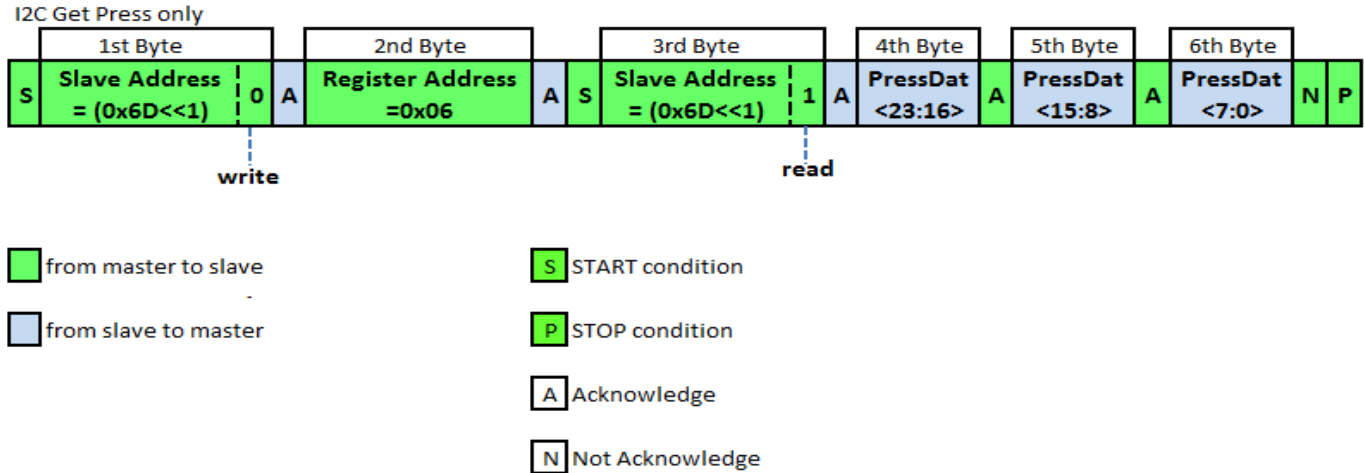 I2C Get Press only
1st Byte 2nd Byte 3rd Byte 4th Byte 5th Byte 6th Byte
S Slave Address = (0x6D<<1) 0 A Register Address =0x06 A S Slave Address = (0x6D<<1) 1 A PressDat <23:16> A PressDat <15:8> A PressDat <7:0> N P
write read
from master to slave S START condition
from slave to master P STOP condition
A Acknowledge
N Not Acknowledge